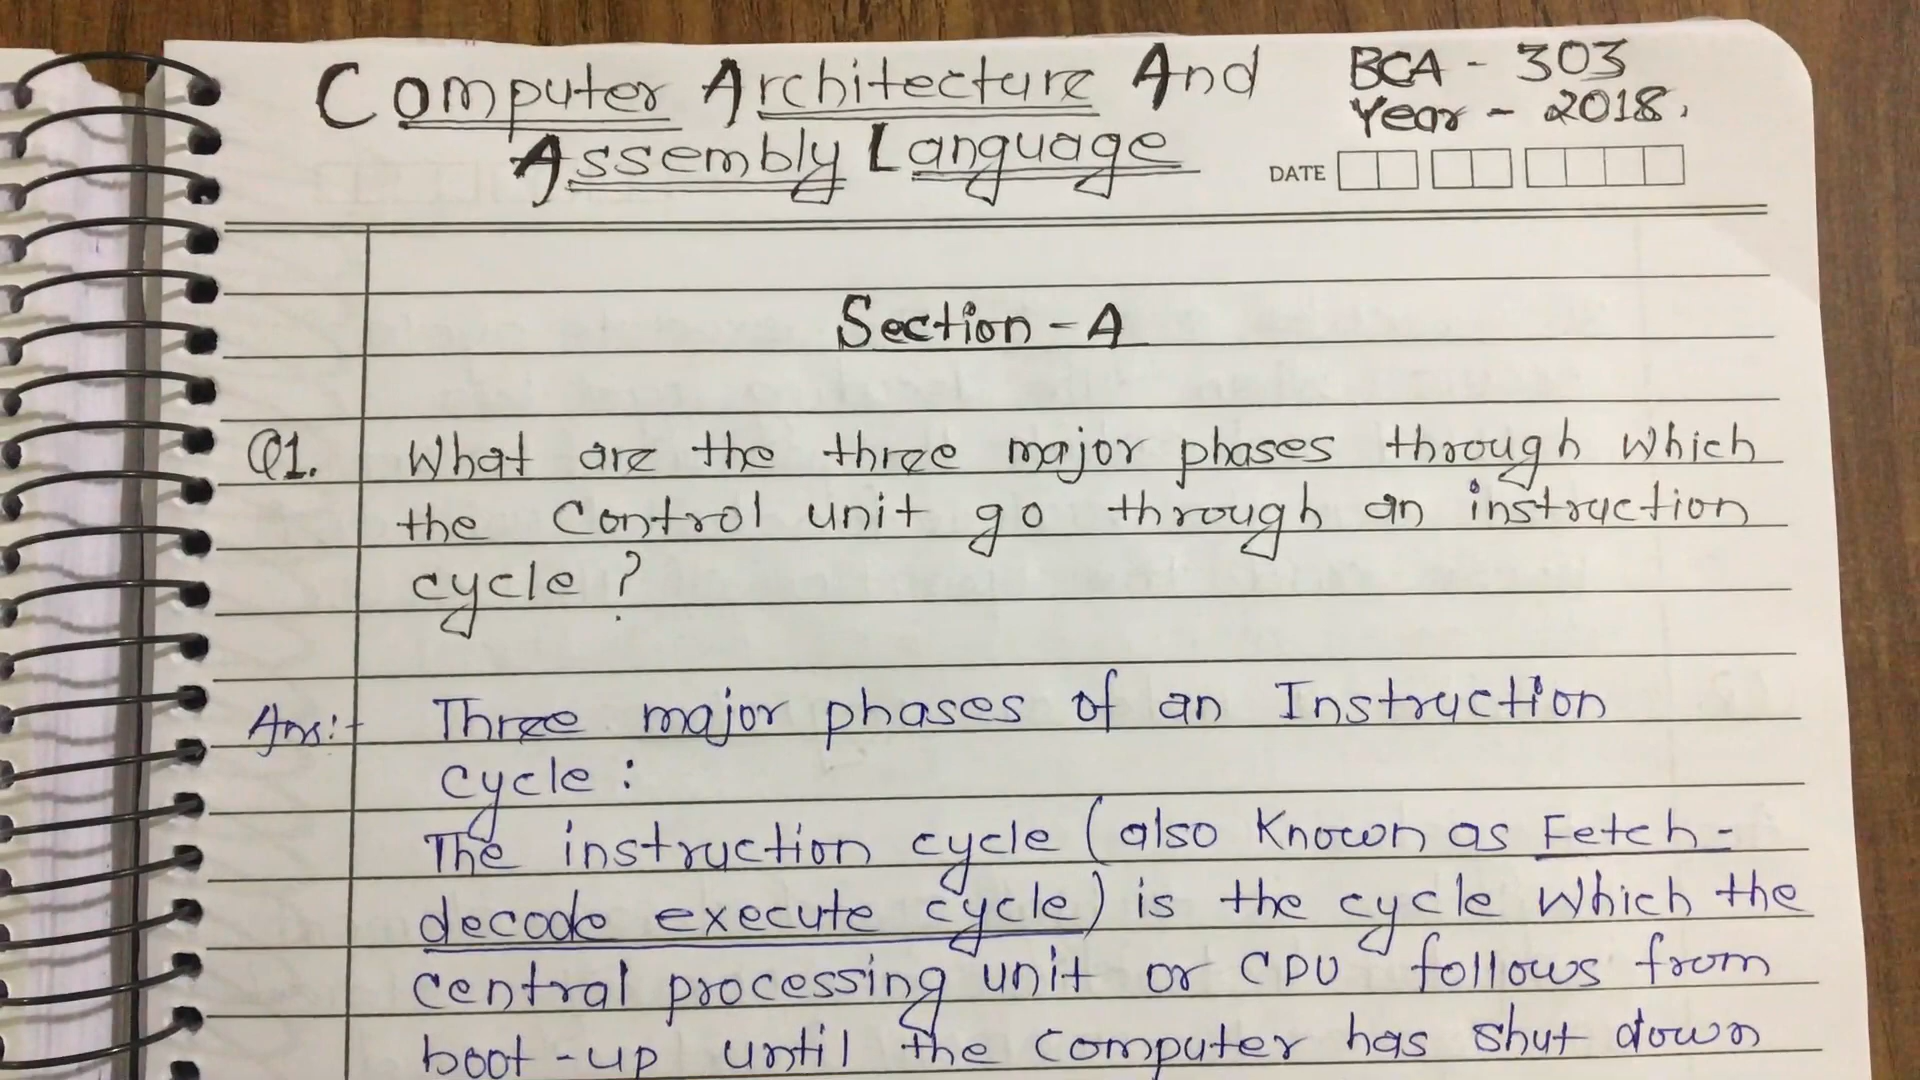 Computer Architecture And
Assembly Language
BCA - 303
Year - 2018.
DATE
Section - A
Q1. What are the three major phases through which
the Control unit go through an instruction
cycle ?
Ans:- Three major phases of an Instruction
cycle :
The instruction cycle (also Known as Fetch-
decode execute cycle) is the cycle which the
central processing unit or CPU follows from
boot-up until the computer has shut down